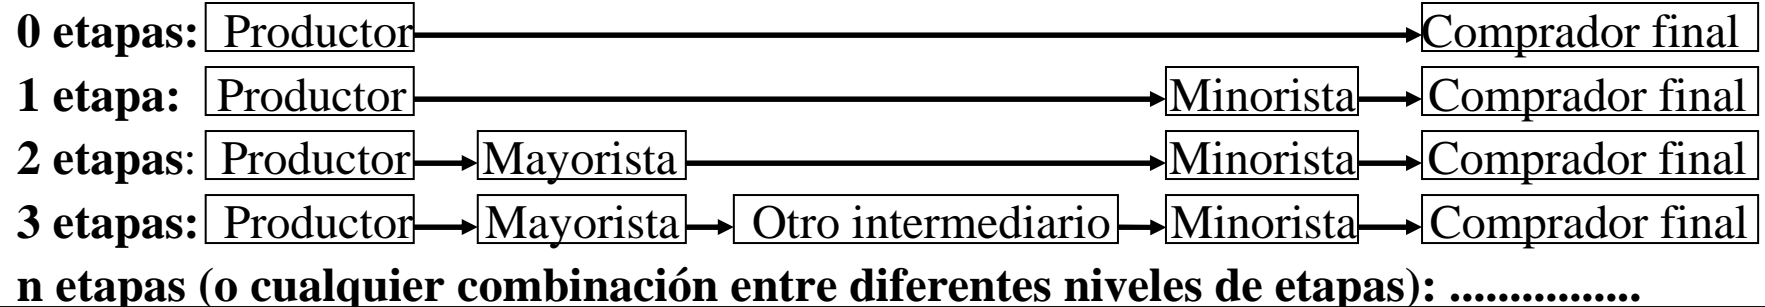 0 etapas: Productor Comprador final
1 etapa: Productor Minorista Comprador final
2 etapas: Productor Mayorista Minorista Comprador final
3 etapas: Productor Mayorista Otro intermediario Minorista Comprador final
n etapas (o cualquier combinación entre diferentes niveles de etapas): ................